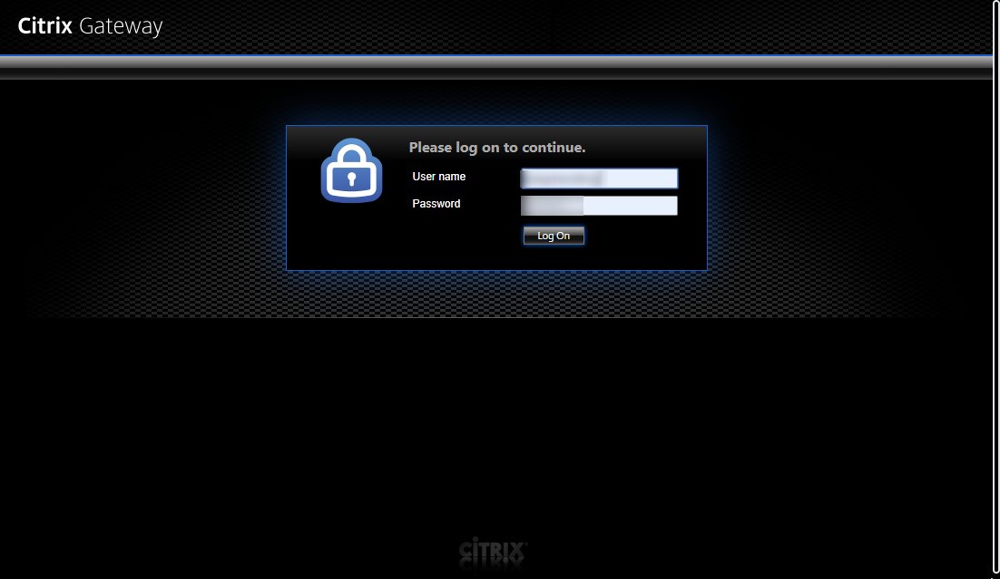 Citrix Gateway
Please log on to continue.
User name
Password
Log On
CITRIX